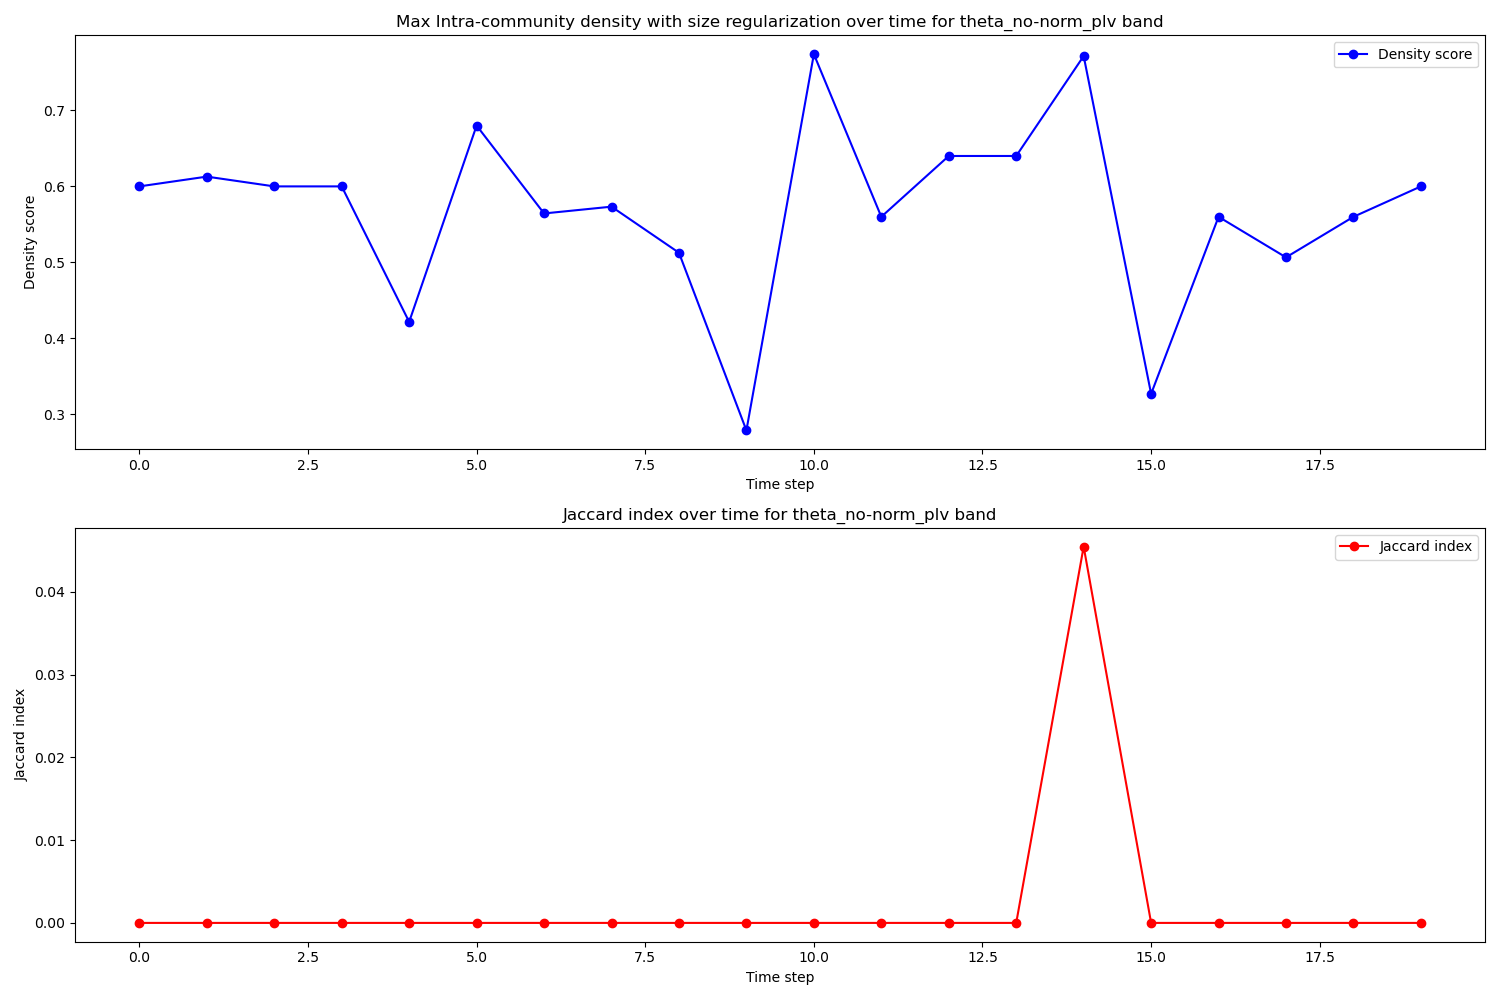 Max Intra-community density with size regularization over time for theta_no-norm_plv band
Density score
Density score
0.7
0.6
0.5
0.4
0.3
0.0 2.5 5.0 7.5 10.0 12.5 15.0 17.5
Time step
Jaccard index over time for theta_no-norm_plv band
Jaccard index
Jaccard index
0.04
0.03
0.02
0.01
0.00
0.0 2.5 5.0 7.5 10.0 12.5 15.0 17.5
Time step